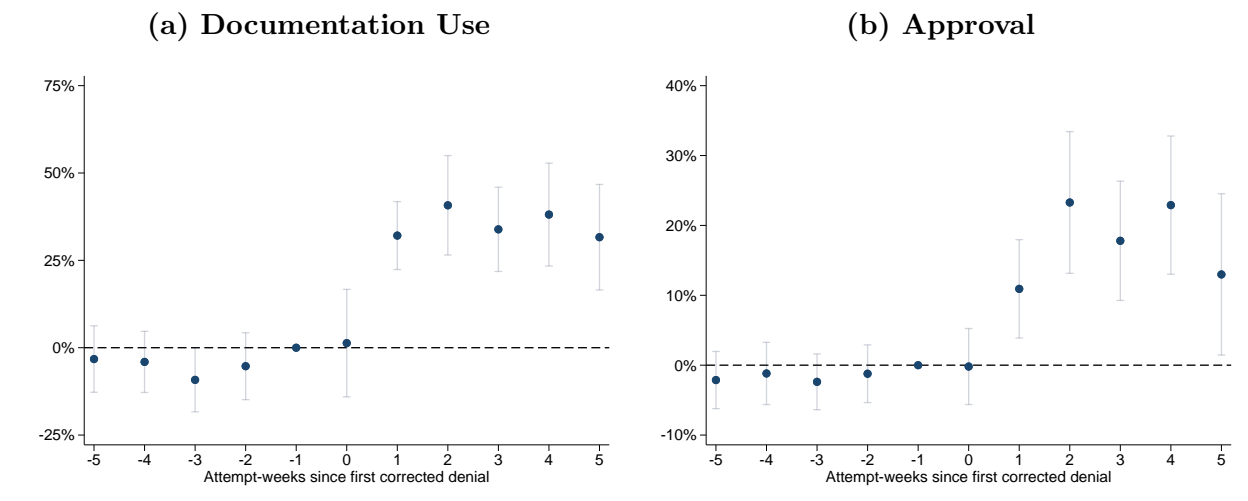 (a) Documentation Use
75%
50%
25%
0%
-25%
-5 -4 -3 -2 -1 0 1 2 3 4 5
Attempt-weeks since first corrected denial
(b) Approval
40%
30%
20%
10%
0%
-10%
-5 -4 -3 -2 -1 0 1 2 3 4 5
Attempt-weeks since first corrected denial